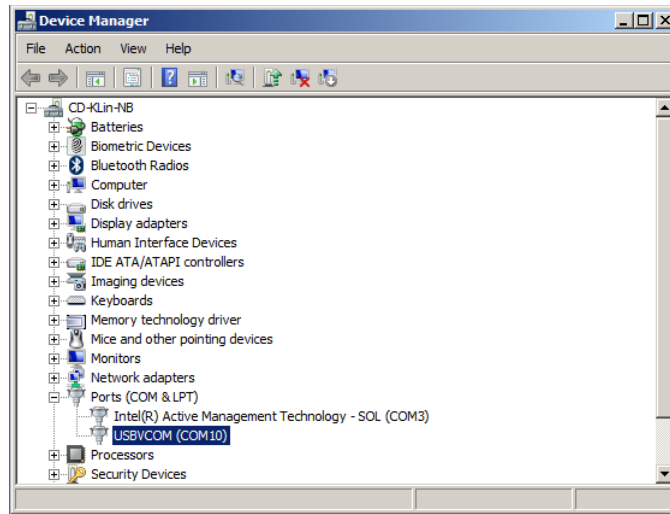 Device Manager
File Action View Help
CD-KLin-NB
Batteries
Biometric Devices
Bluetooth Radios
Computer
Disk drives
Display adapters
Human Interface Devices
IDE ATA/ATAPI controllers
Imaging devices
Keyboards
Memory technology driver
Mice and other pointing devices
Monitors
Network adapters
Ports (COM & LPT)
Intel(R) Active Management Technology - SOL (COM3)
USBVCOM (COM10)
Processors
Security Devices